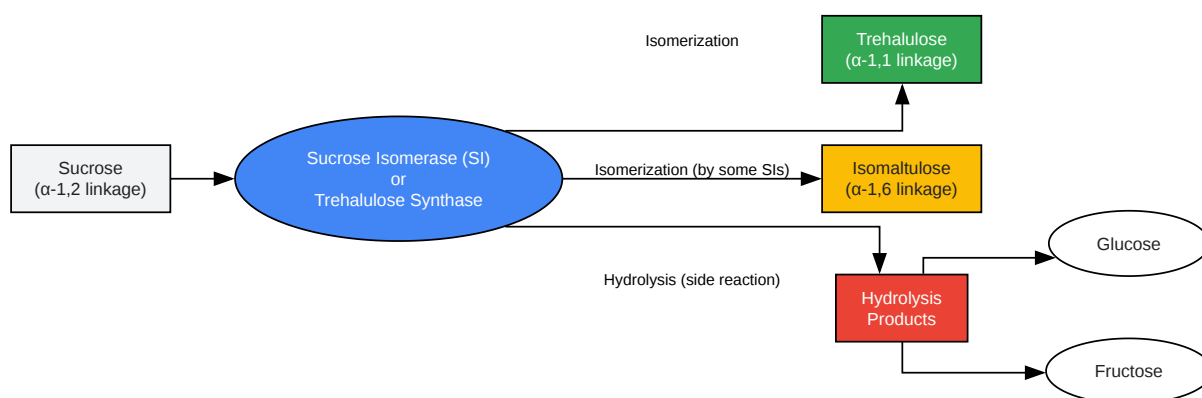 Isomerization
Trehalulose
(α-1,1 linkage)
Sucrose
(α-1,2 linkage)
Sucrose Isomerase (SI)
or
Trehalulose Synthase
Isomerization (by some SIs)
Isomaltulose
(α-1,6 linkage)
Hydrolysis (side reaction)
Hydrolysis
Products
Glucose
Fructose